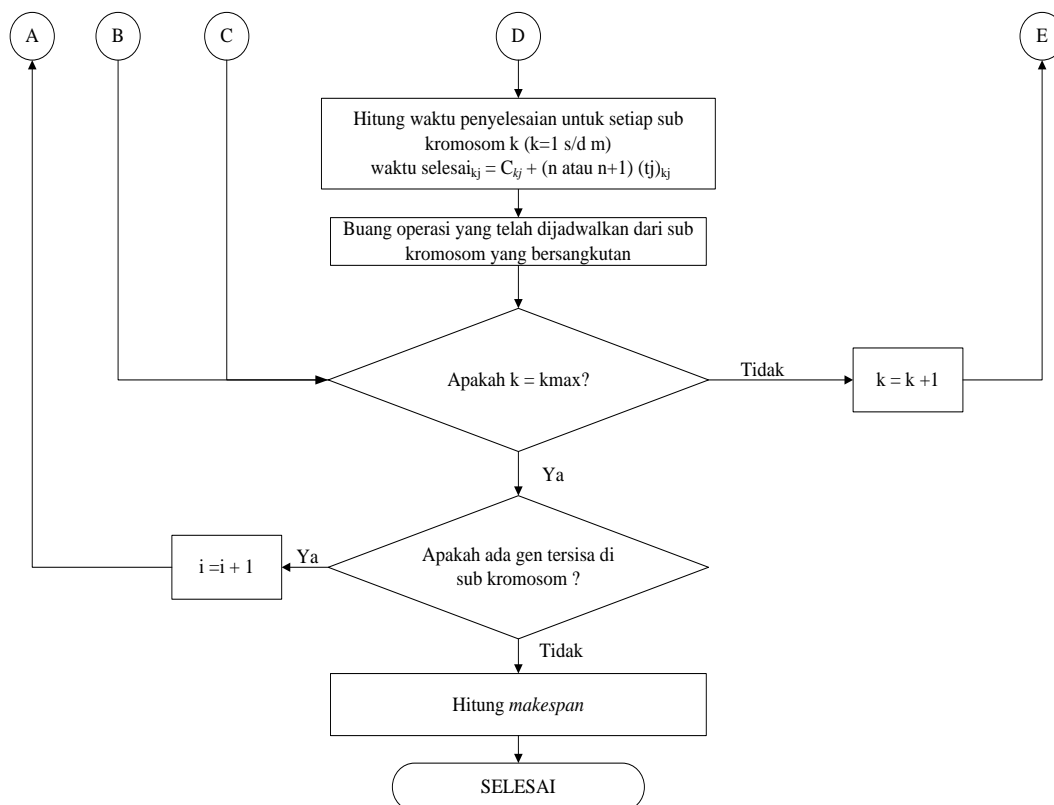 A
B
C
D
E
Hitung waktu penyelesaian untuk setiap sub
kromosom k (k=1 s/d m)
waktu selesaikj = Ckj + (n atau n+1) (tj)kj
Buang operasi yang telah dijadwalkan dari sub
kromosom yang bersangkutan
Apakah k = kmax?
Tidak
k = k +1
Ya
Apakah ada gen tersisa di
sub kromosom ?
Ya
i =i + 1
Tidak
Hitung makespan
SELESAI